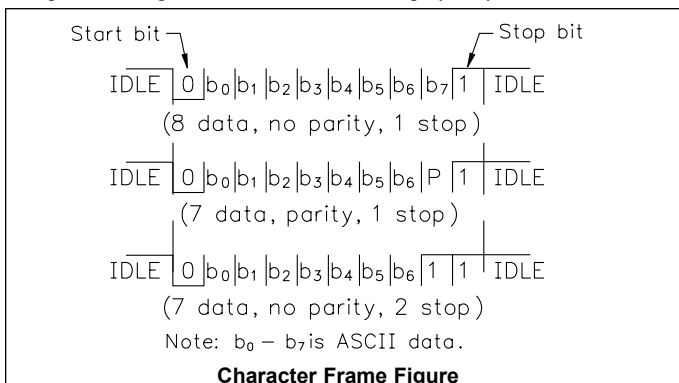 Start bit Stop bit
IDLE 0 b₀ b₁ b₂ b₃ b₄ b₅ b₆ b₇ 1 IDLE
(8 data, no parity, 1 stop)
IDLE 0 b₀ b₁ b₂ b₃ b₄ b₅ b₆ P 1 IDLE
(7 data, parity, 1 stop)
IDLE 0 b₀ b₁ b₂ b₃ b₄ b₅ b₆ 1 1 IDLE
(7 data, no parity, 2 stop)
Note: b₀ – b₇ is ASCII data.
Character Frame Figure